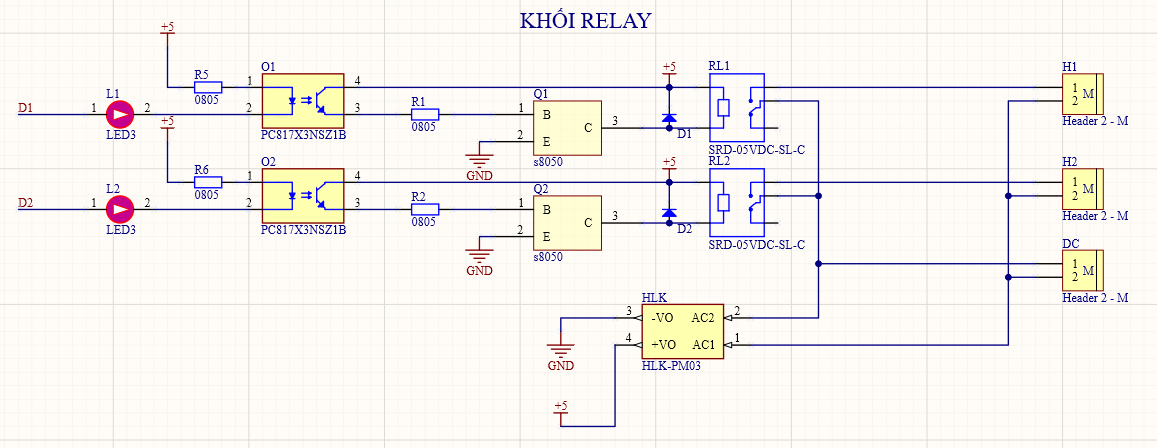 KHỐI RELAY
+5
+5
RL1
H1
O1
R5
1
4
1
M
2
0805
L1
Q1
R1
D1
1
2
2
3
1
B
C
3
D1
LED3
+5
PC817X3NSZ1B
0805
2
E
SRD-05VDC-SL-C
Header 2 - M
s8050
GND
+5
RL2
H2
O2
R6
1
4
1
M
2
0805
L2
Q2
R2
D2
1
2
2
3
1
B
C
3
D2
LED3
PC817X3NSZ1B
0805
2
E
SRD-05VDC-SL-C
Header 2 - M
s8050
GND
DC
1
M
2
Header 2 - M
HLK
3
-VO
AC2
2
4
+VO
AC1
1
GND
HLK-PM03
+5